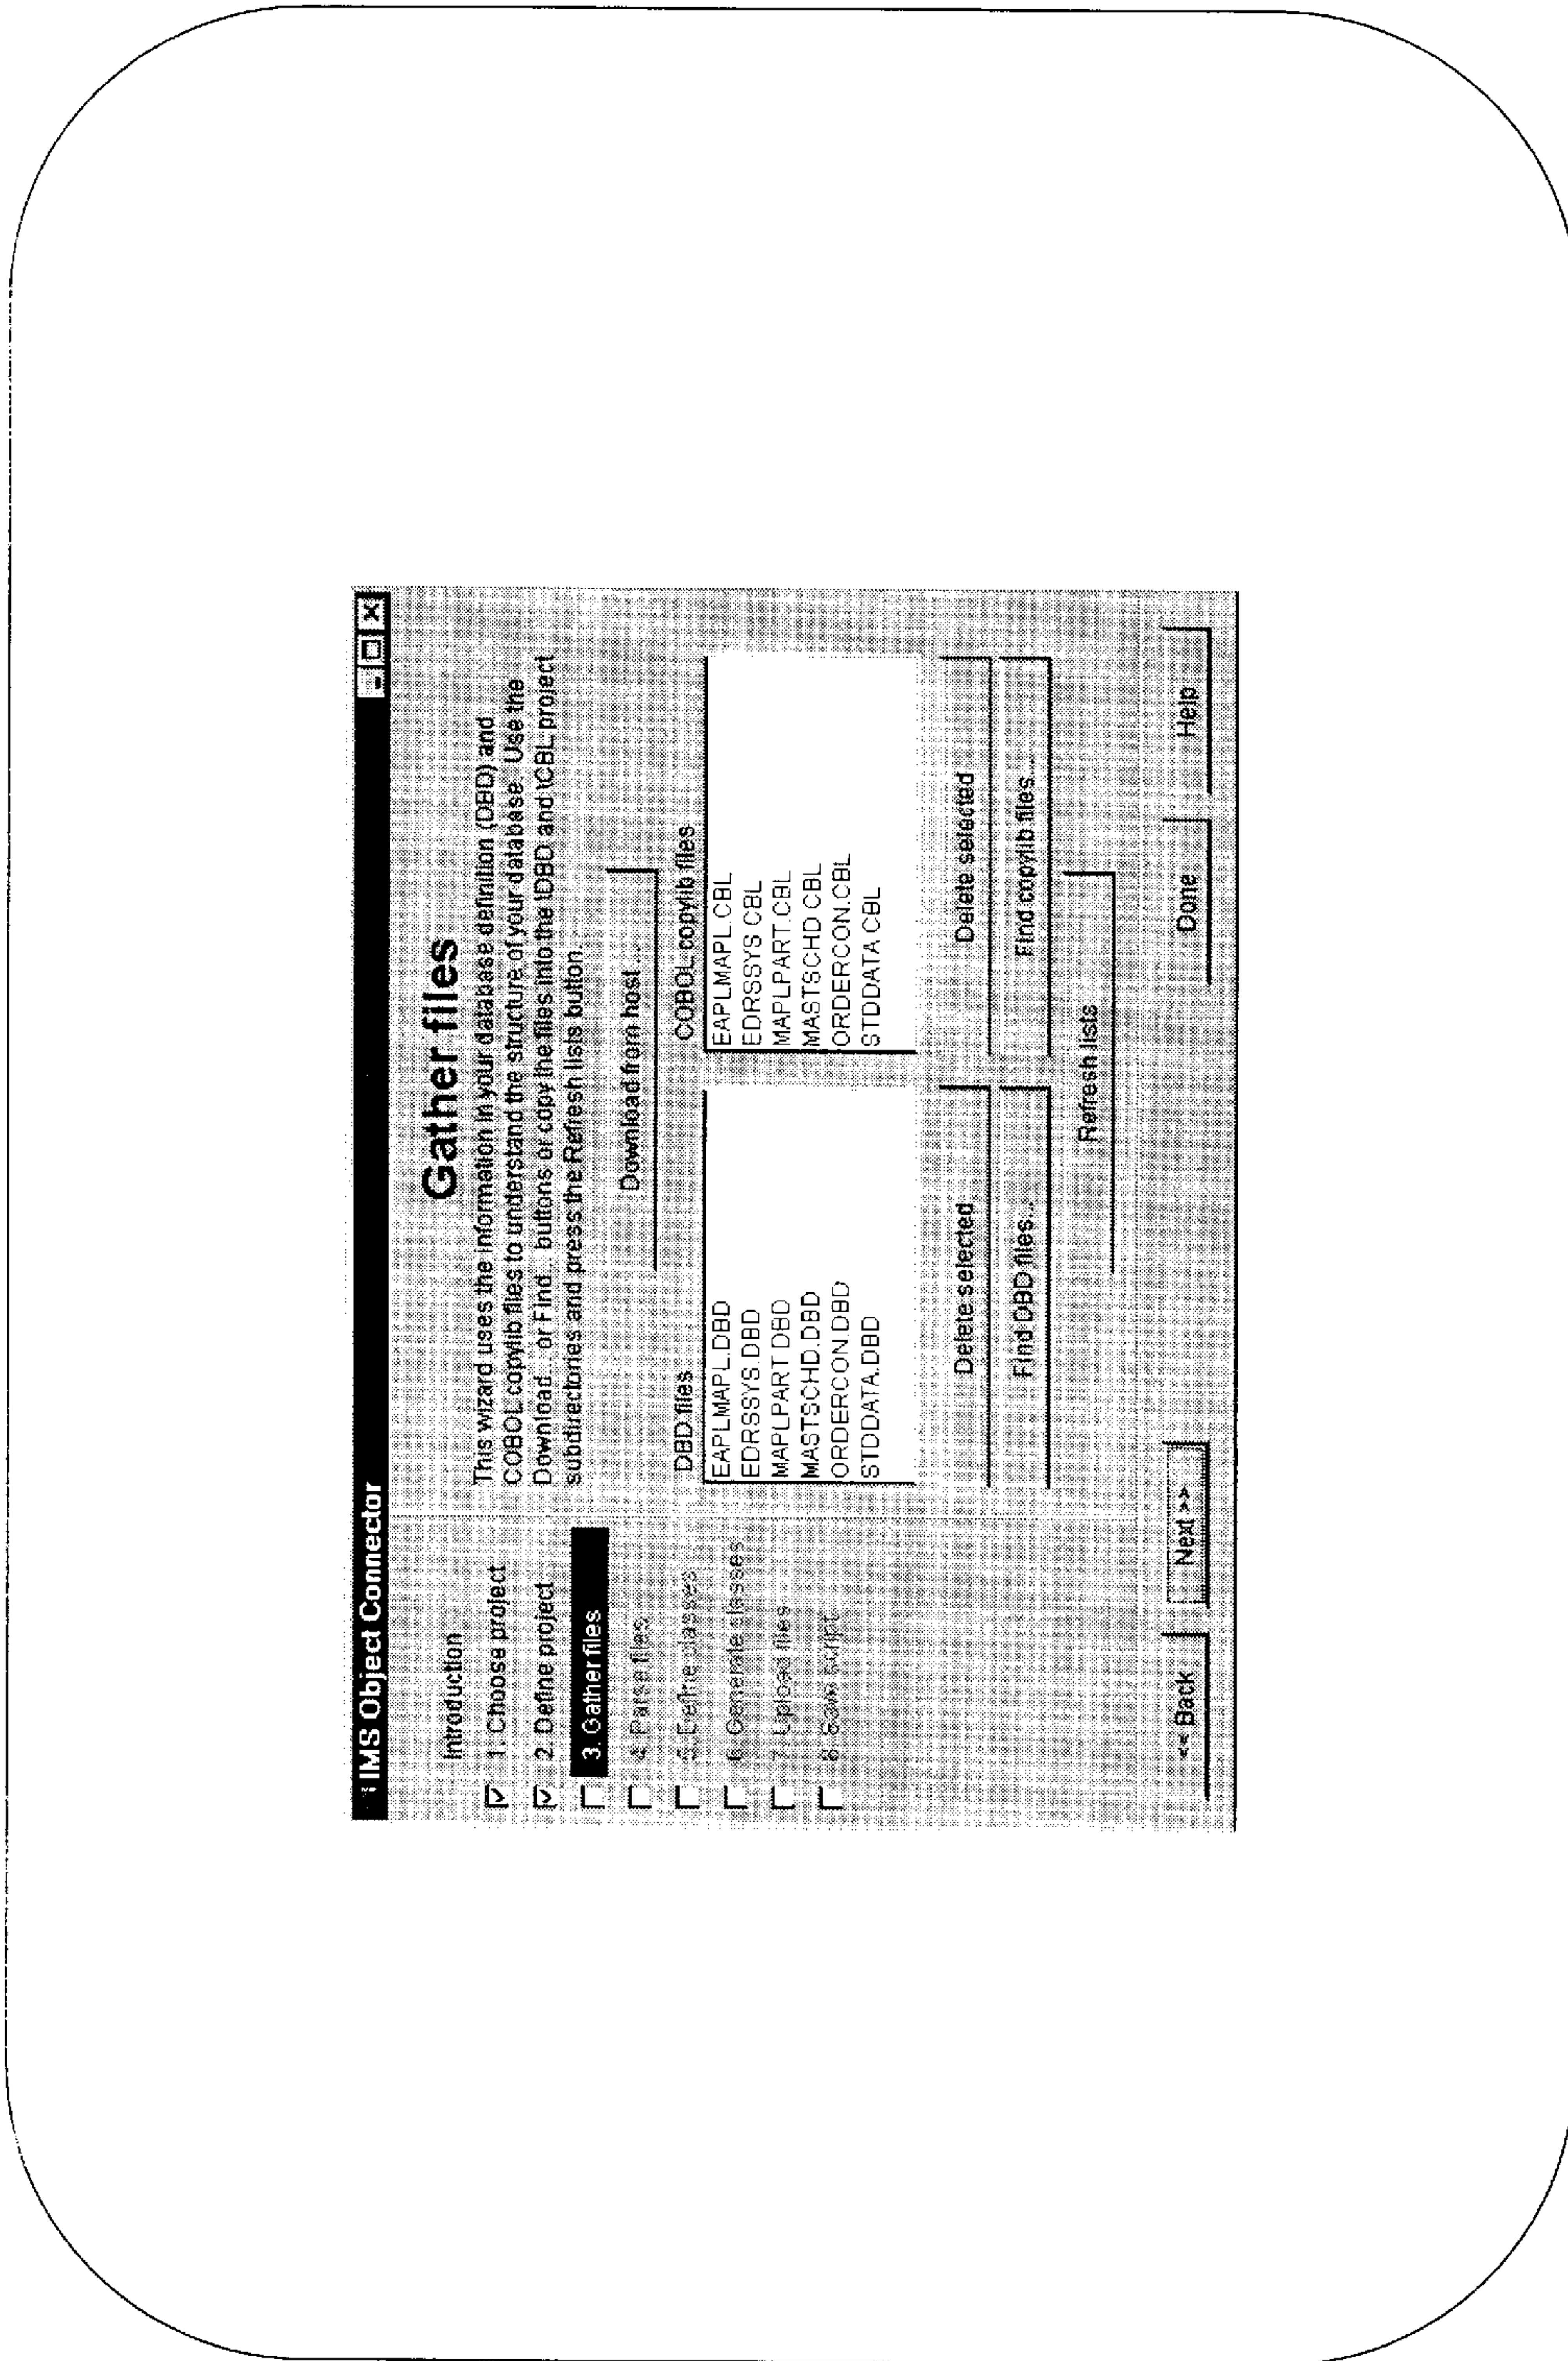 IMS Object Connector
Introduction
1. Choose project
2. Define project
3. Gather files
4. Parse files
5. Define classes
6. Generate classes
7. Upload files
8. Save script
Gather files
This wizard uses the information in your database definition (DBD) and
COBOL copylib files to understand the structure of your database. Use the
Download... or Find... buttons or copy the files into the \DBD and \CBL project
subdirectories and press the Refresh lists button.
Download from host ...
DBD files
EAPLMAPL.DBD
EDRSSYS.DBD
MAPLPART.DBD
MASTSCHD.DBD
ORDERCON.DBD
STDDATA.DBD
Delete selected
Find DBD files...
COBOL copylib files
EAPLMAPL.CBL
EDRSSYS.CBL
MAPLPART.CBL
MASTSCHD.CBL
ORDERCON.CBL
STDDATA.CBL
Delete selected
Find copylib files...
Refresh lists
<< Back
Next >>
Done
Help